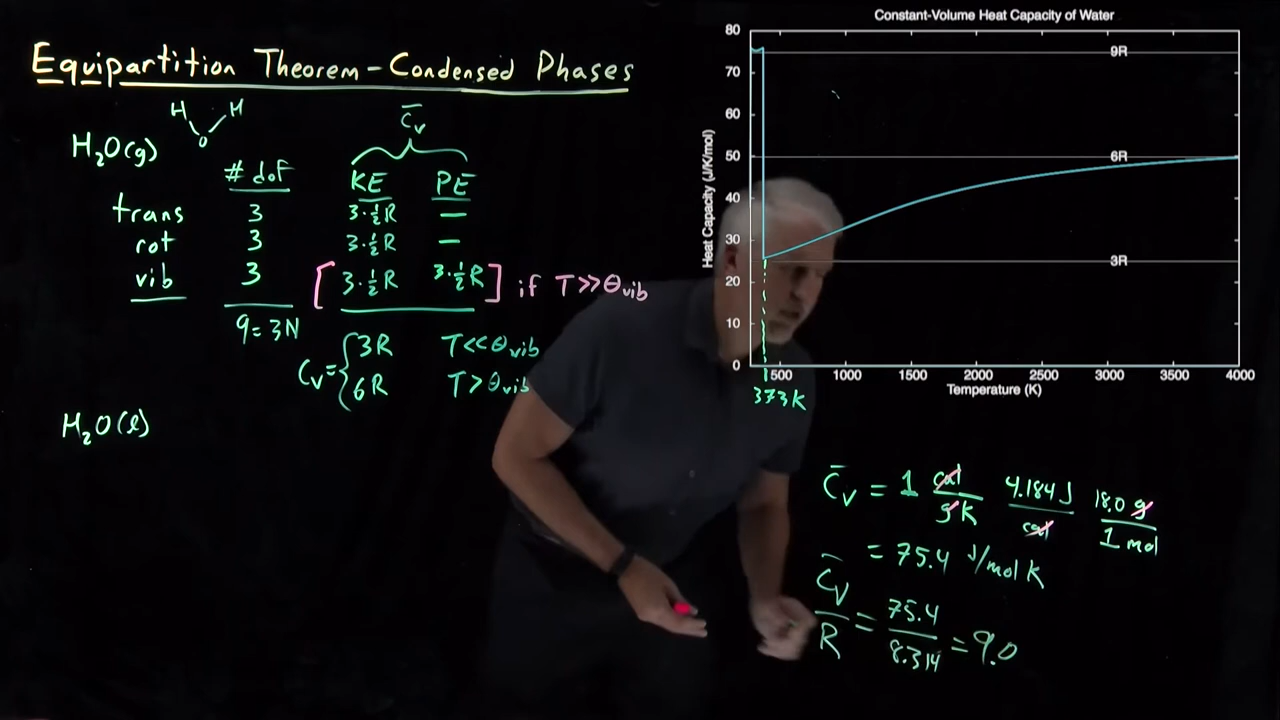 Equipartition Theorem - Condensed Phases
H H
O
H₂O(g)
C̄ᵥ
# dof KE PE
trans 3 3·½R —
rot 3 3·½R —
vib 3 [3·½R 3·½R] if T>>Θvib
9=3N
Cᵥ= { 3R T<<Θvib
6R T>Θvib
H₂O(l)
Constant-Volume Heat Capacity of Water
Heat Capacity (J/K/mol)
80
70
60
50
40
30
20
10
0
9R
6R
3R
500 1000 1500 2000 2500 3000 3500 4000
Temperature (K)
373K
C̄ᵥ = 1 cal/gK 4.184 J/cal 18.0 g/1 mol
= 75.4 J/mol K
C̄ᵥ/R = 75.4/8.314 = 9.0